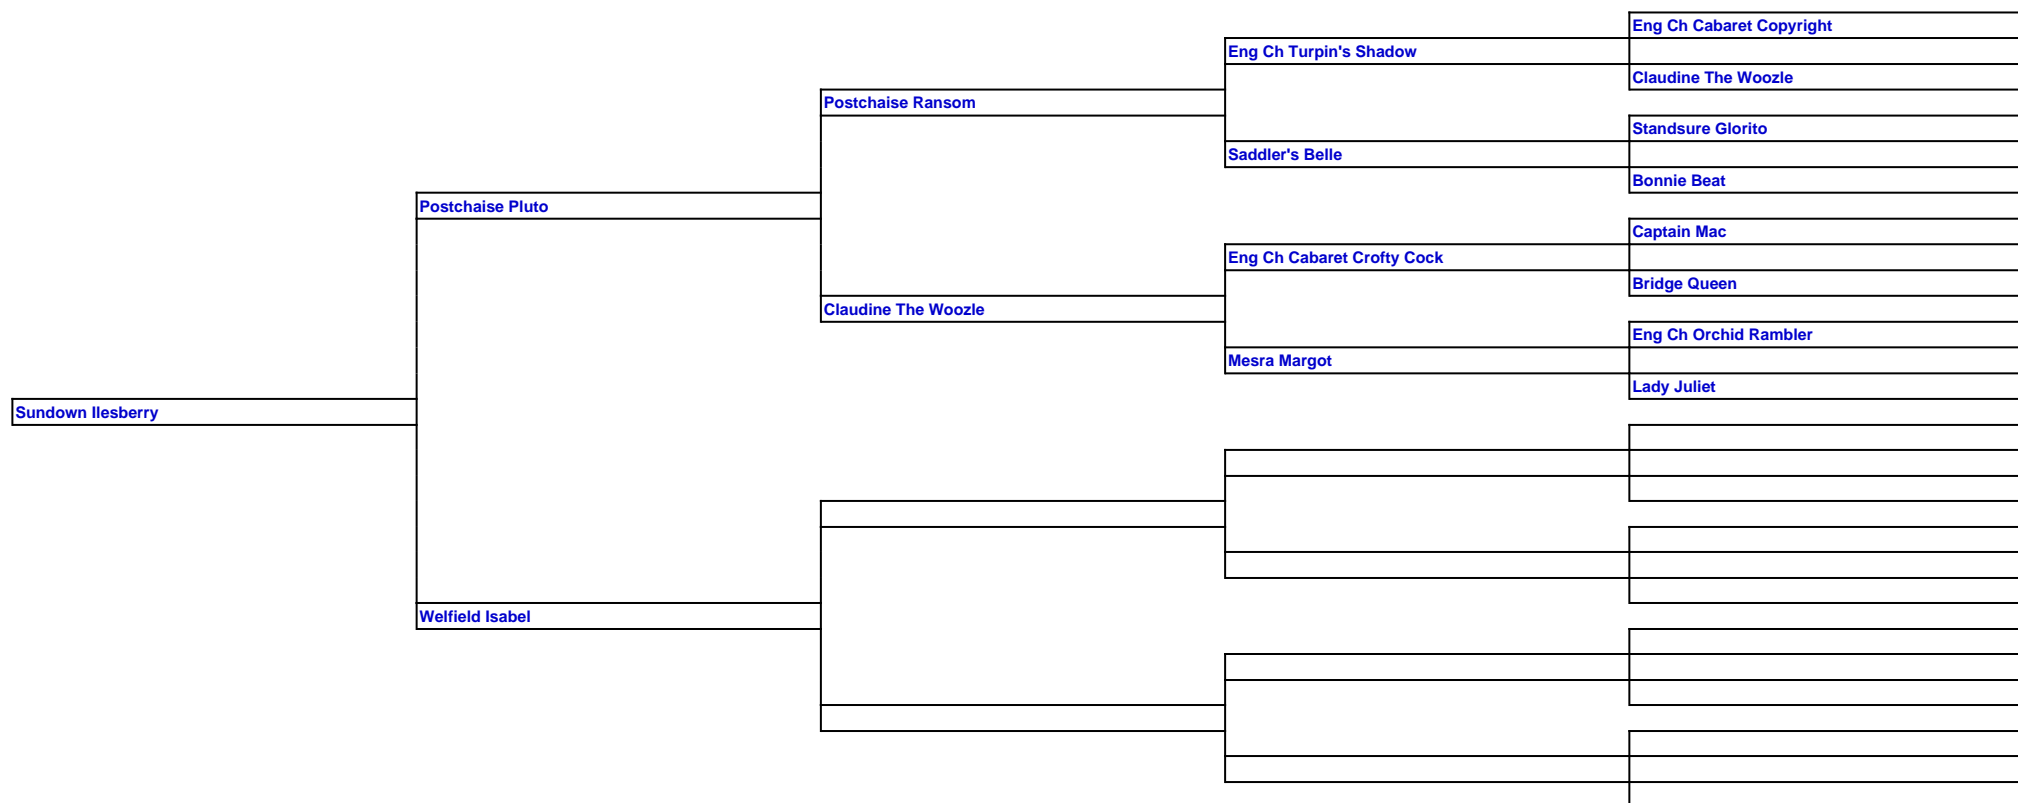 Eng Ch Cabaret Copyright
Eng Ch Turpin's Shadow
Claudine The Woozle
Postchaise Ransom
Standsure Glorito
Saddler's Belle
Bonnie Beat
Postchaise Pluto
Captain Mac
Eng Ch Cabaret Crofty Cock
Bridge Queen
Claudine The Woozle
Eng Ch Orchid Rambler
Mesra Margot
Lady Juliet
Sundown Ilesberry
Welfield Isabel